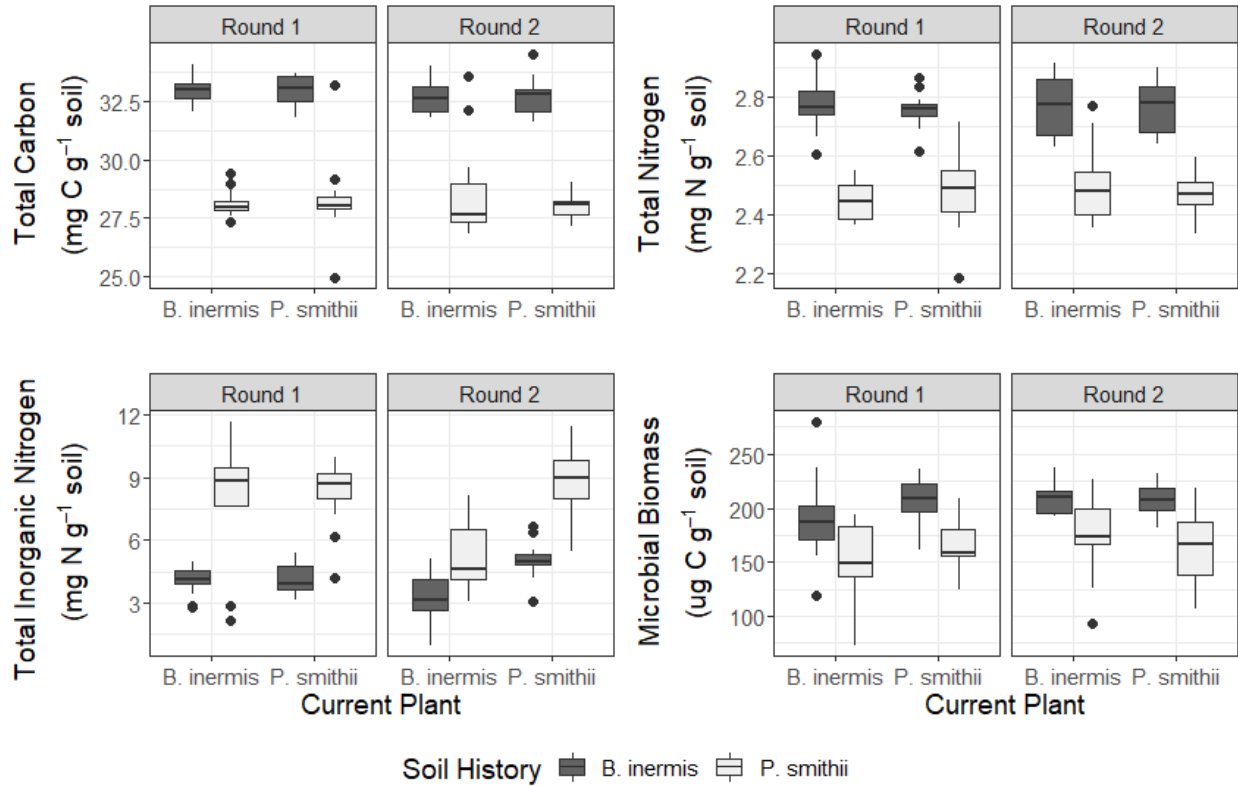 Round 1
Round 2
Total Carbon
(mg C g⁻¹ soil)
32.5
30.0
27.5
25.0
B. inermis P. smithii
B. inermis P. smithii
Round 1
Round 2
Total Nitrogen
(mg N g⁻¹ soil)
2.8
2.6
2.4
2.2
B. inermis P. smithii
B. inermis P. smithii
Round 1
Round 2
Total Inorganic Nitrogen
(mg N g⁻¹ soil)
12
9
6
3
B. inermis P. smithii
B. inermis P. smithii
Current Plant
Round 1
Round 2
Microbial Biomass
(ug C g⁻¹ soil)
250
200
150
100
B. inermis P. smithii
B. inermis P. smithii
Current Plant
Soil History B. inermis P. smithii